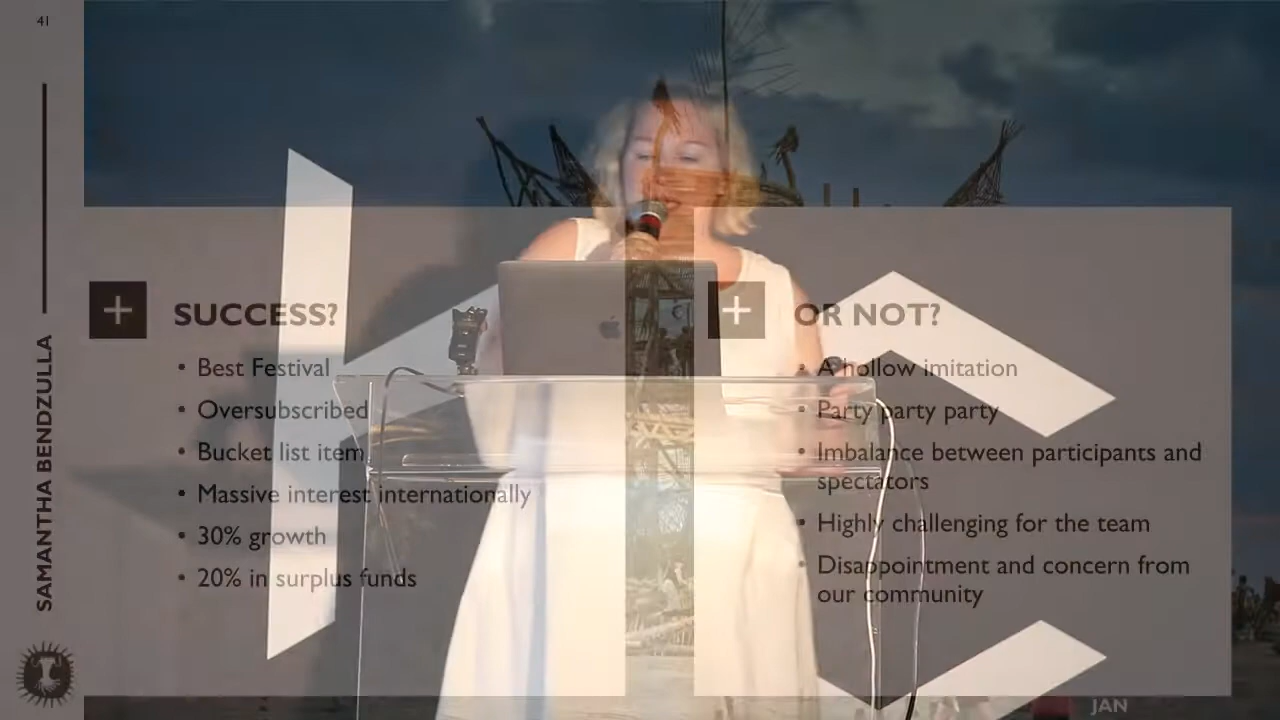 41
SAMANTHA BENDZULLA
SUCCESS?
• Best Festival
• Oversubscribed
• Bucket list item
• Massive interest internationally
• 30% growth
• 20% in surplus funds
OR NOT?
• A hollow imitation
• Party party party
• Imbalance between participants and
spectators
• Highly challenging for the team
• Disappointment and concern from
our community
JAN